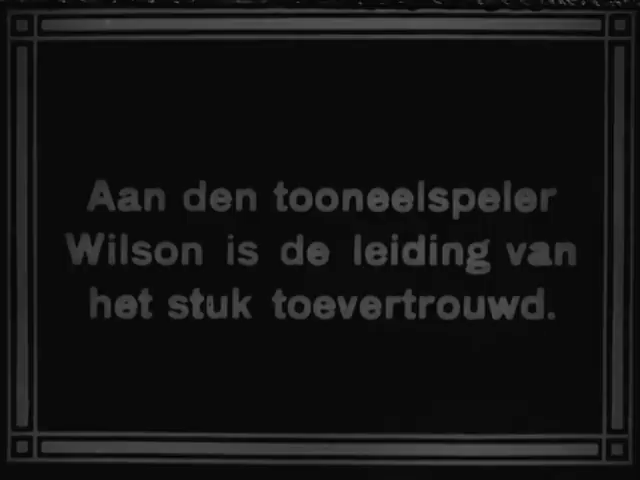 Aan den tooneelspeler
Wilson is de leiding van
het stuk toevertrouwd.